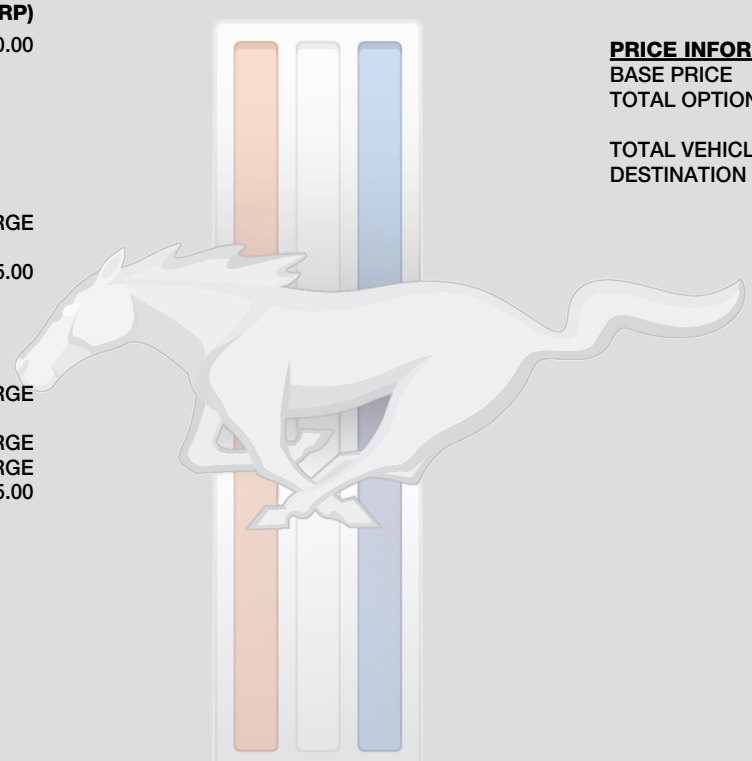 RP)
0.00
RGE
5.00
RGE
RGE
RGE
5.00
PRICE INFOR
BASE PRICE
TOTAL OPTION
TOTAL VEHICL
DESTINATION